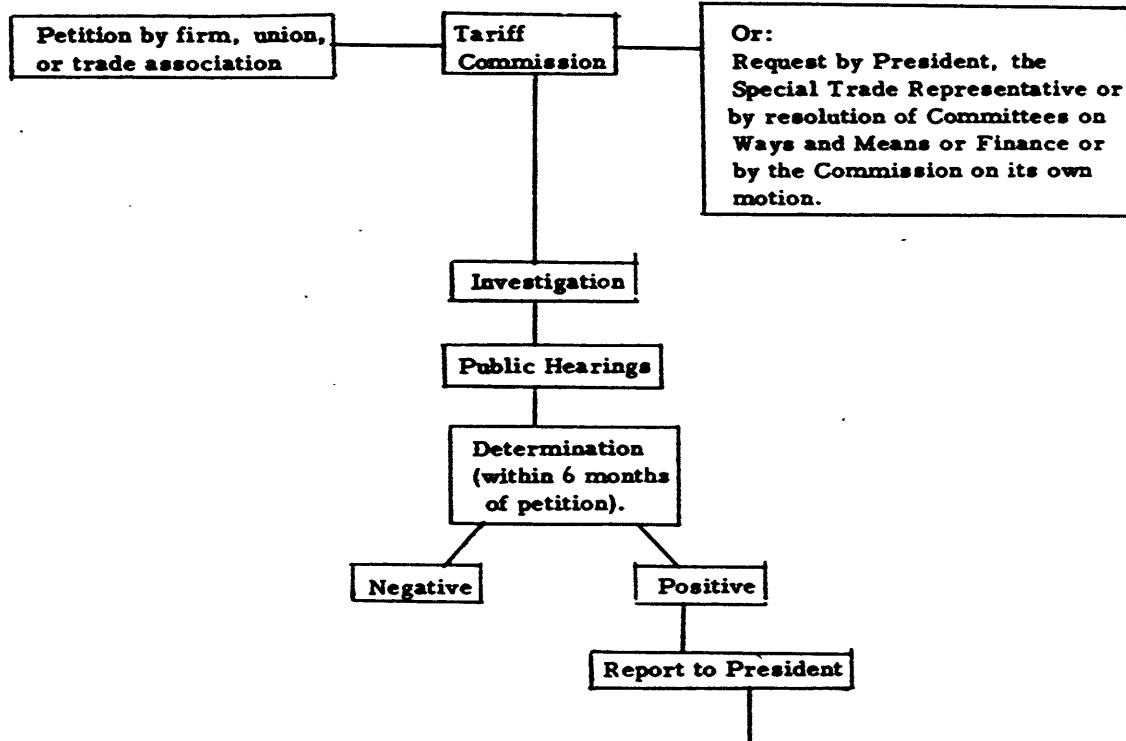 Petition by firm, union,
or trade association
Tariff
Commission
Or:
Request by President, the
Special Trade Representative or
by resolution of Committees on
Ways and Means or Finance or
by the Commission on its own
motion.
Investigation
Public Hearings
Determination
(within 6 months
of petition).
Negative
Positive
Report to President